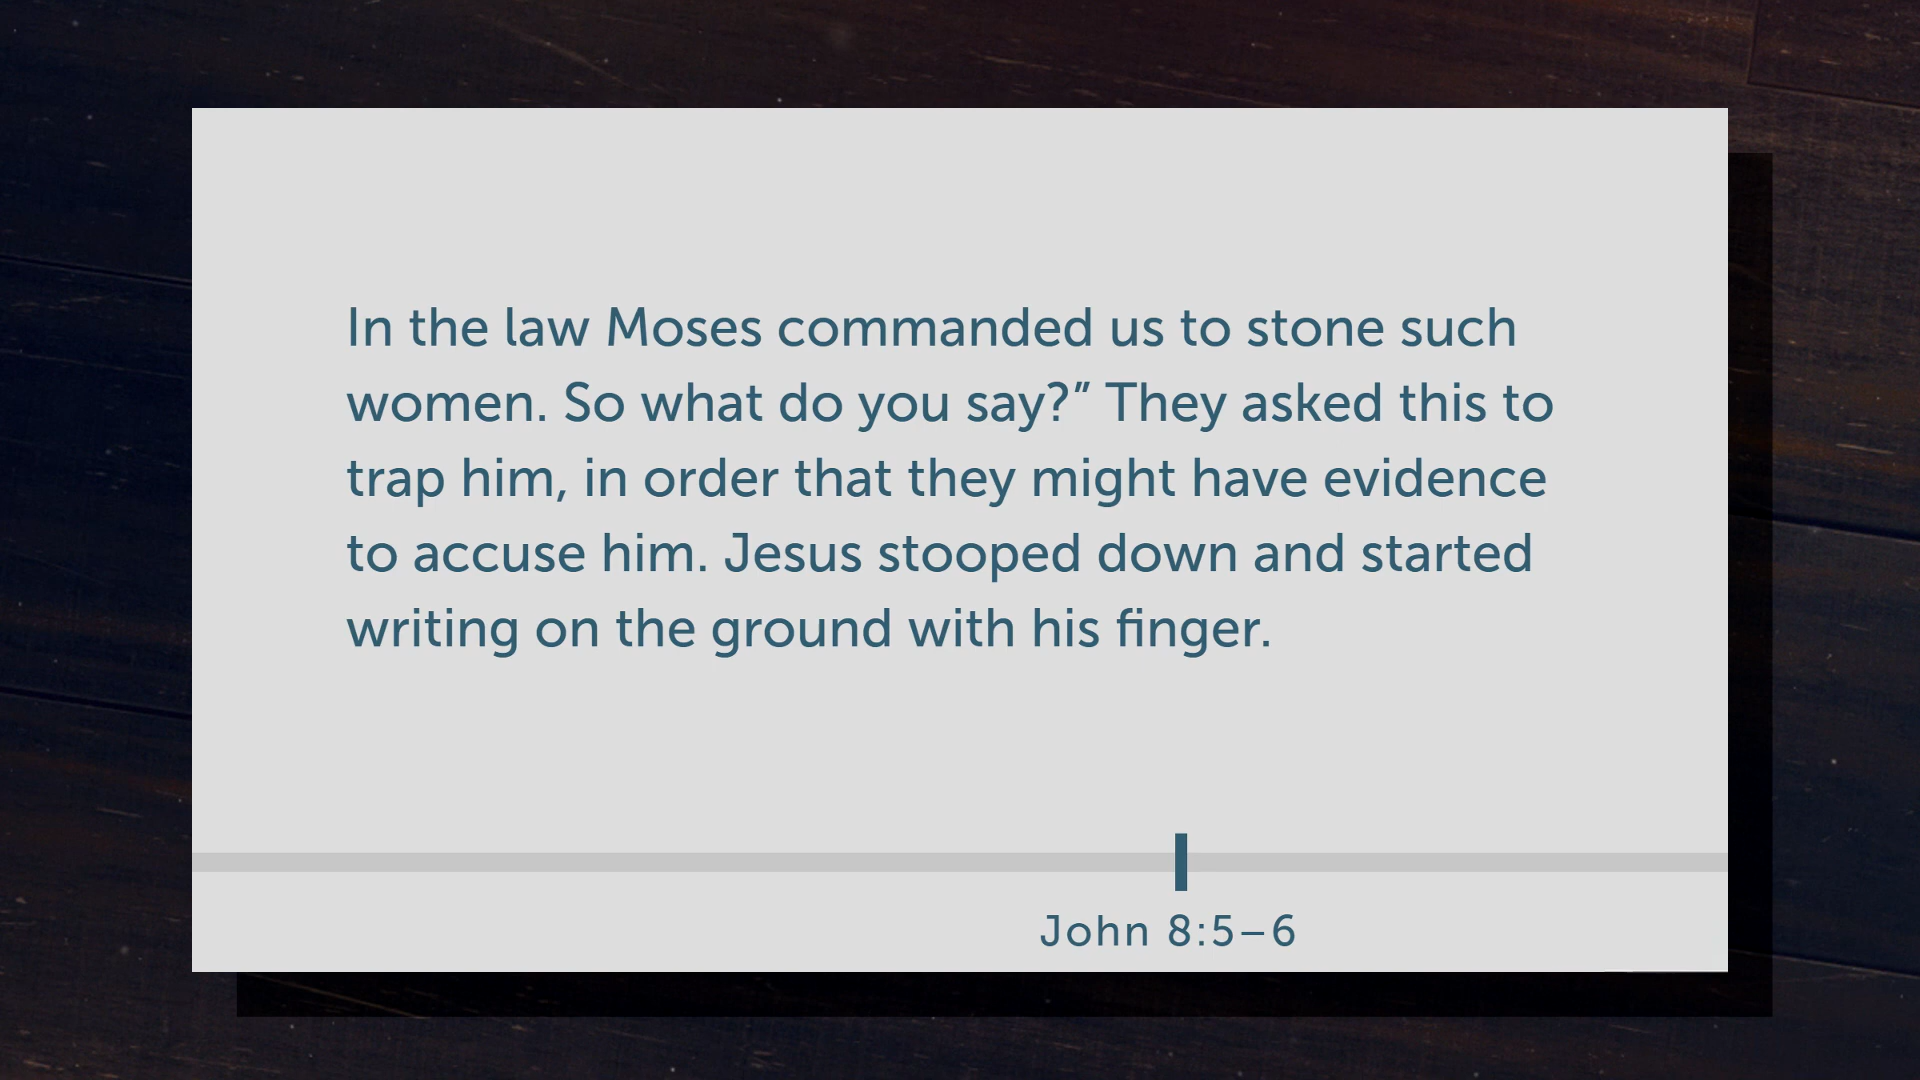 In the law Moses commanded us to stone such
women. So what do you say?” They asked this to
trap him, in order that they might have evidence
to accuse him. Jesus stooped down and started
writing on the ground with his finger.
John 8:5–6